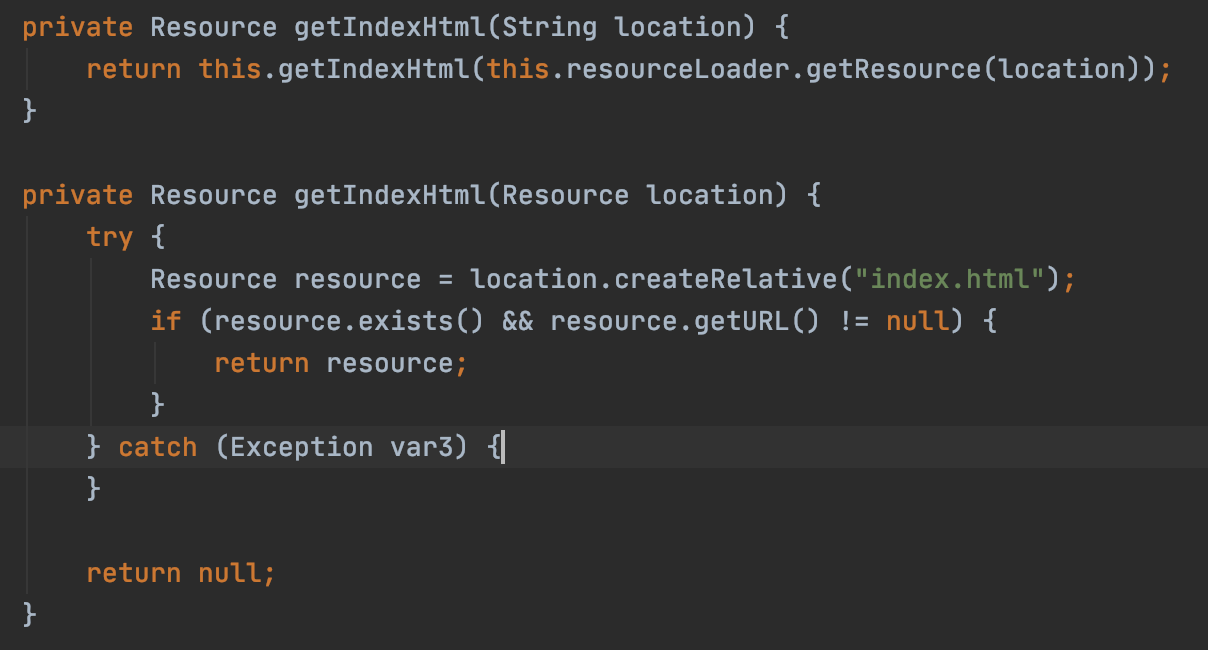 private Resource getIndexHtml(String location) {
    return this.getIndexHtml(this.resourceLoader.getResource(location));
}

private Resource getIndexHtml(Resource location) {
    try {
        Resource resource = location.createRelative("index.html");
        if (resource.exists() && resource.getURL() != null) {
            return resource;
        }
    } catch (Exception var3) {
    }

    return null;
}